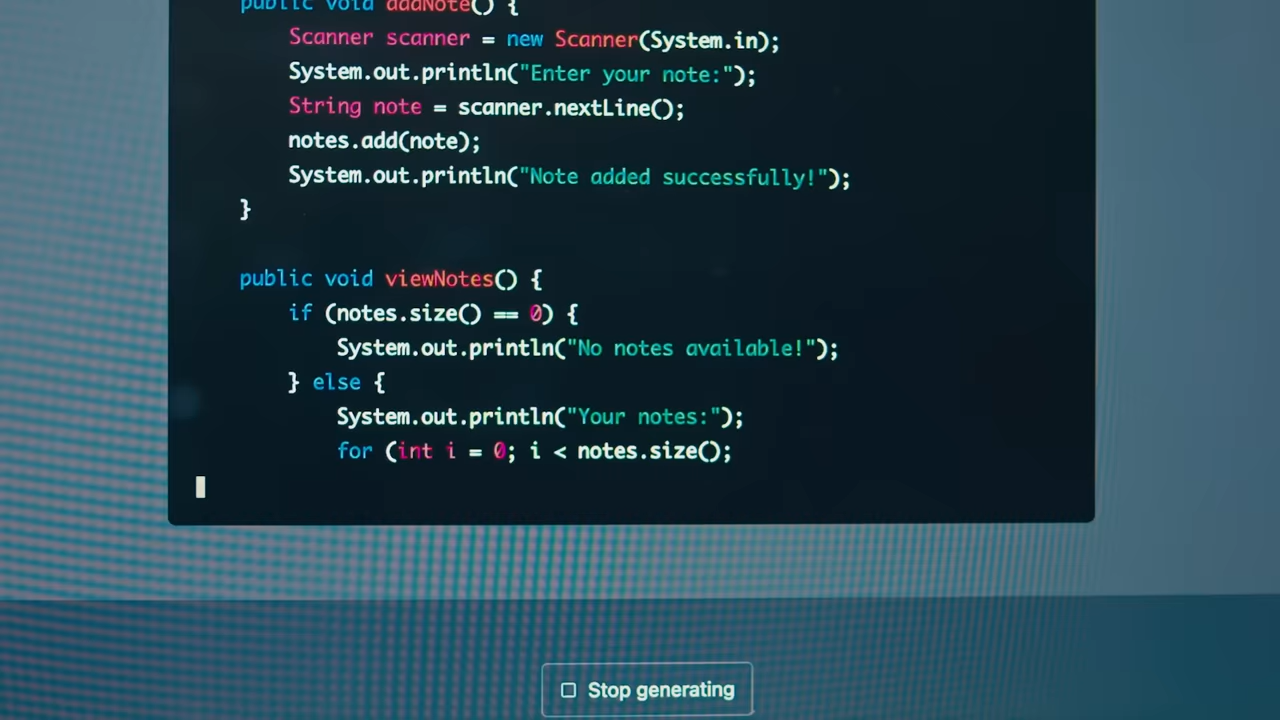 public void addNote() {
Scanner scanner = new Scanner(System.in);
System.out.println("Enter your note:");
String note = scanner.nextLine();
notes.add(note);
System.out.println("Note added successfully!");
}
public void viewNotes() {
if (notes.size() == 0) {
System.out.println("No notes available!");
} else {
System.out.println("Your notes:");
for (int i = 0; i < notes.size();
Stop generating